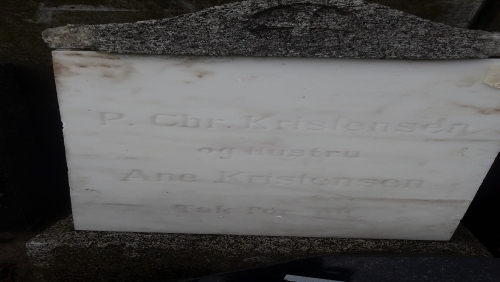 P. Chr. Kristensen
og Hustru
Ane Kristensen
Tak for